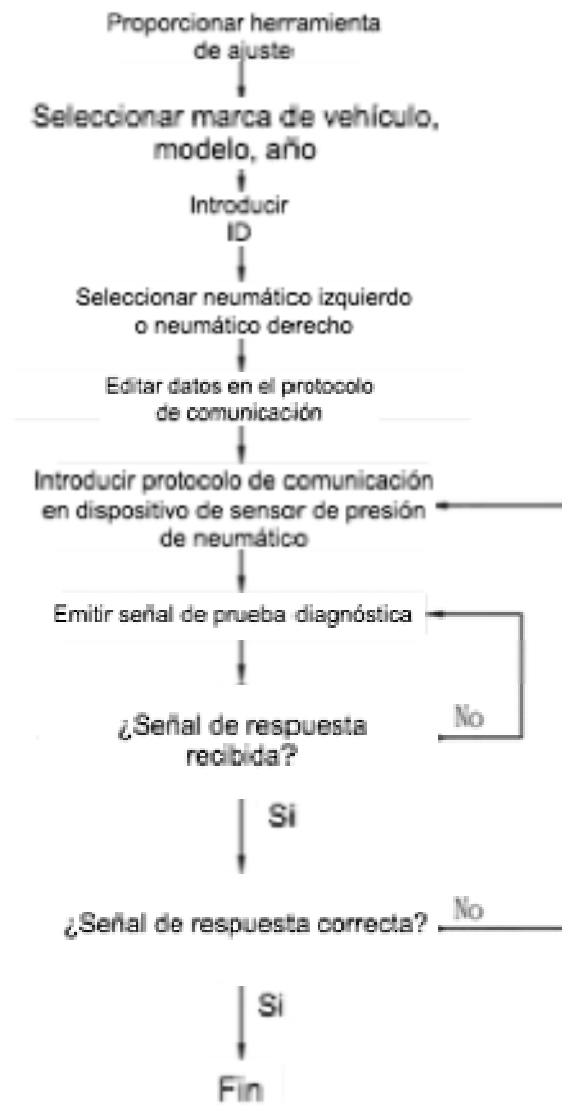 Proporcionar herramienta
de ajuste
Seleccionar marca de vehículo,
modelo, año
Introducir
ID
Seleccionar neumático izquierdo
o neumático derecho
Editar datos en el protocolo
de comunicación
Introducir protocolo de comunicación
en dispositivo de sensor de presión
de neumático
Emitir señal de prueba diagnóstica
¿Señal de respuesta
recibida?
No
Si
¿Señal de respuesta correcta?
No
Si
Fin